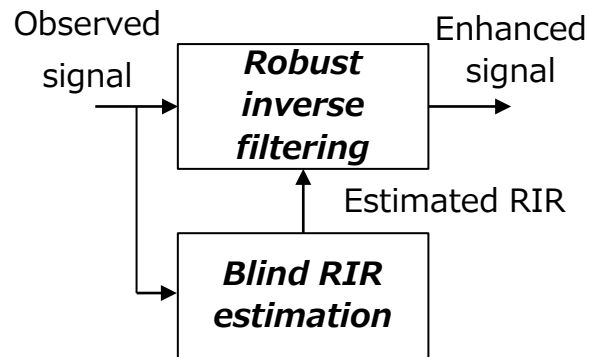 Observed
signal
Robust
inverse
filtering
Enhanced
signal
Estimated RIR
Blind RIR
estimation